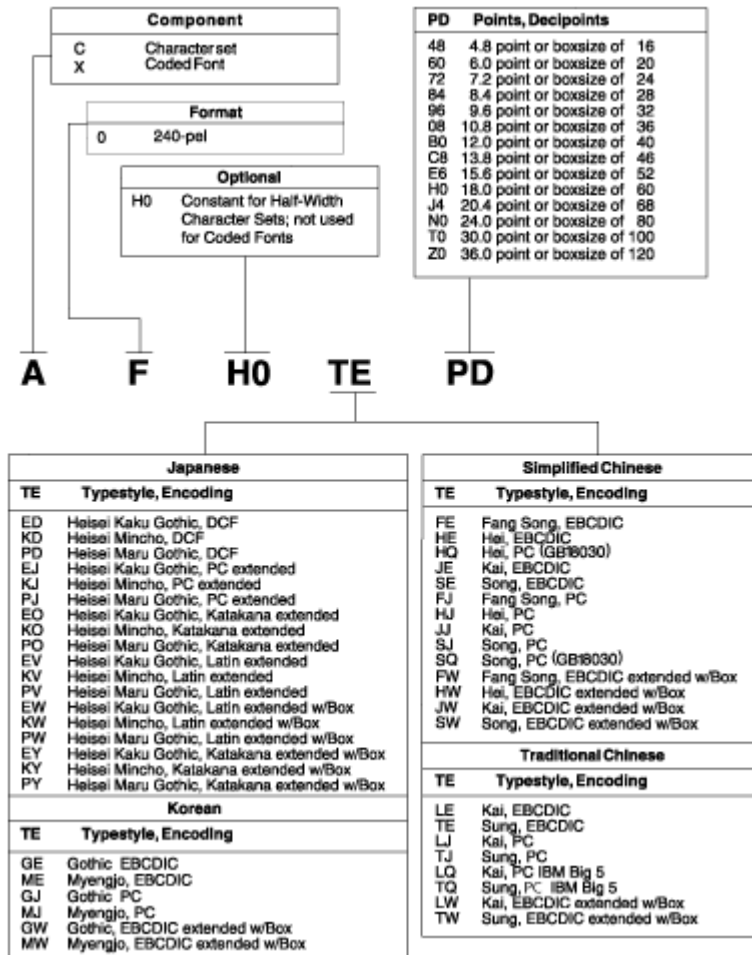 Component
C Characterset
X Coded Font
Format
0 240-pel
Optional
H0 Constant for Half-Width
Character Sets; not used
for Coded Fonts
PD Points, Decipoints
48 4.8 point or boxsize of 16
60 6.0 point or boxsize of 20
72 7.2 point or boxsize of 24
84 8.4 point or boxsize of 28
96 9.6 point or boxsize of 32
08 10.8 point or boxsize of 36
B0 12.0 point or boxsize of 40
C8 13.8 point or boxsize of 46
E6 15.6 point or boxsize of 52
H0 18.0 point or boxsize of 60
J4 20.4 point or boxsize of 68
N0 24.0 point or boxsize of 80
T0 30.0 point or boxsize of 100
Z0 36.0 point or boxsize of 120
A F H0 TE PD
Japanese
TE Typestyle, Encoding
ED Heisei Kaku Gothic, DCF
KD Heisei Mincho, DCF
PD Heisei Maru Gothic, DCF
EJ Heisei Kaku Gothic, PC extended
KJ Heisei Mincho, PC extended
PJ Heisei Maru Gothic, PC extended
EO Heisei Kaku Gothic, Katakana extended
KO Heisei Mincho, Katakana extended
PO Heisei Maru Gothic, Katakana extended
EV Heisei Kaku Gothic, Latin extended
KV Heisei Mincho, Latin extended
PV Heisei Maru Gothic, Latin extended
EW Heisei Kaku Gothic, Latin extended w/Box
KW Heisei Mincho, Latin extended w/Box
PW Heisei Maru Gothic, Latin extended w/Box
EY Heisei Kaku Gothic, Katakana extended w/Box
KY Heisei Mincho, Katakana extended w/Box
PY Heisei Maru Gothic, Katakana extended w/Box
Korean
TE Typestyle, Encoding
GE Gothic EBCDIC
ME Myengjo, EBCDIC
GJ Gothic PC
MJ Myengjo, PC
GW Gothic, EBCDIC extended w/Box
MW Myengjo, EBCDIC extended w/Box
Simplified Chinese
TE Typestyle, Encoding
FE Fang Song, EBCDIC
HE Hei, EBCDIC
HQ Hei, PC (GB18030)
JE Kai, EBCDIC
SE Song, EBCDIC
FJ Fang Song, PC
HJ Hei, PC
JJ Kai, PC
SJ Song, PC
SQ Song, PC (GB18030)
FW Fang Song, EBCDIC extended w/Box
HW Hei, EBCDIC extended w/Box
JW Kai, EBCDIC extended w/Box
SW Song, EBCDIC extended w/Box
Traditional Chinese
TE Typestyle, Encoding
LE Kai, EBCDIC
TE Sung, EBCDIC
LJ Kai, PC
TJ Sung, PC
LQ Kai, PC IBM Big 5
TQ Sung, PC IBM Big 5
LW Kai, EBCDIC extended w/Box
TW Sung, EBCDIC extended w/Box